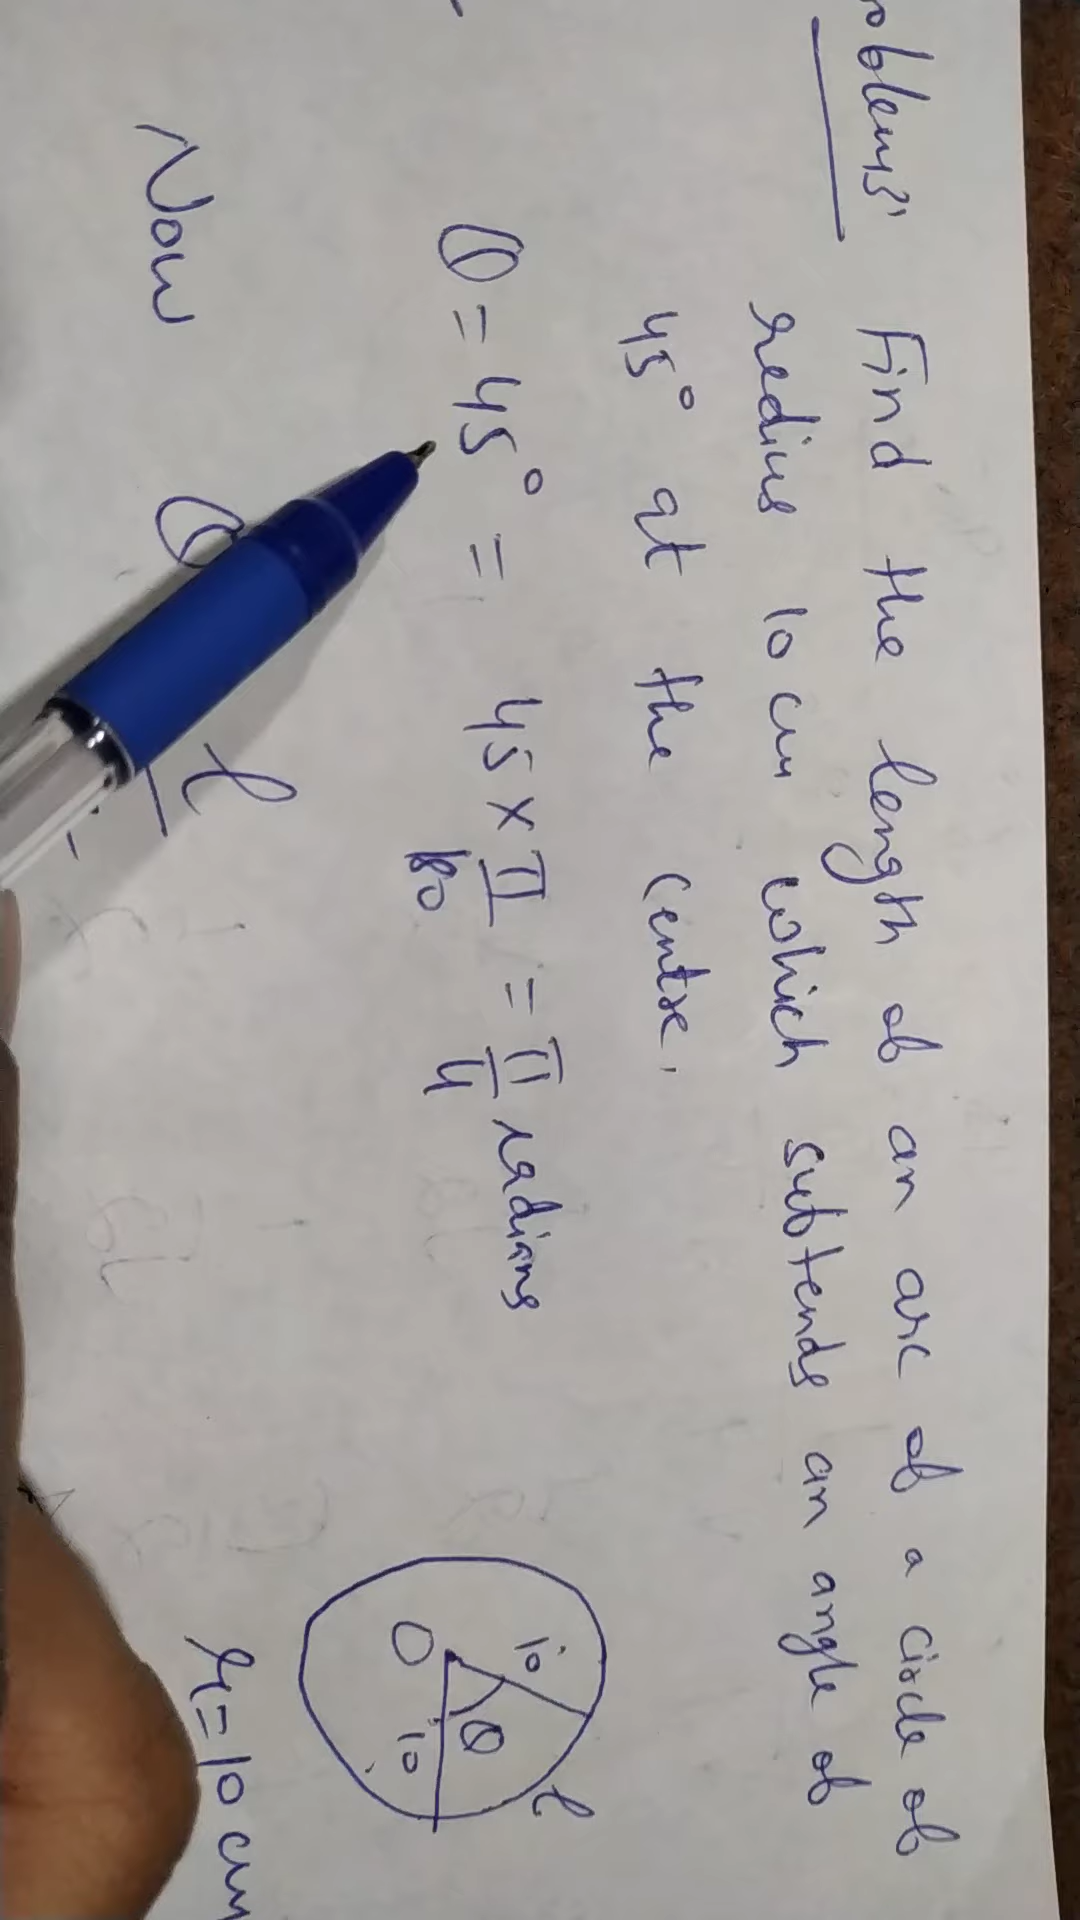 oblems:
Find the length of an arc of a circle of
radius 10 cm which subtends an angle of
45° at the centre.
θ = 45° = 45 × π/180 = π/4 radians
10
O θ
10
l
r = 10 cm
Now θ l